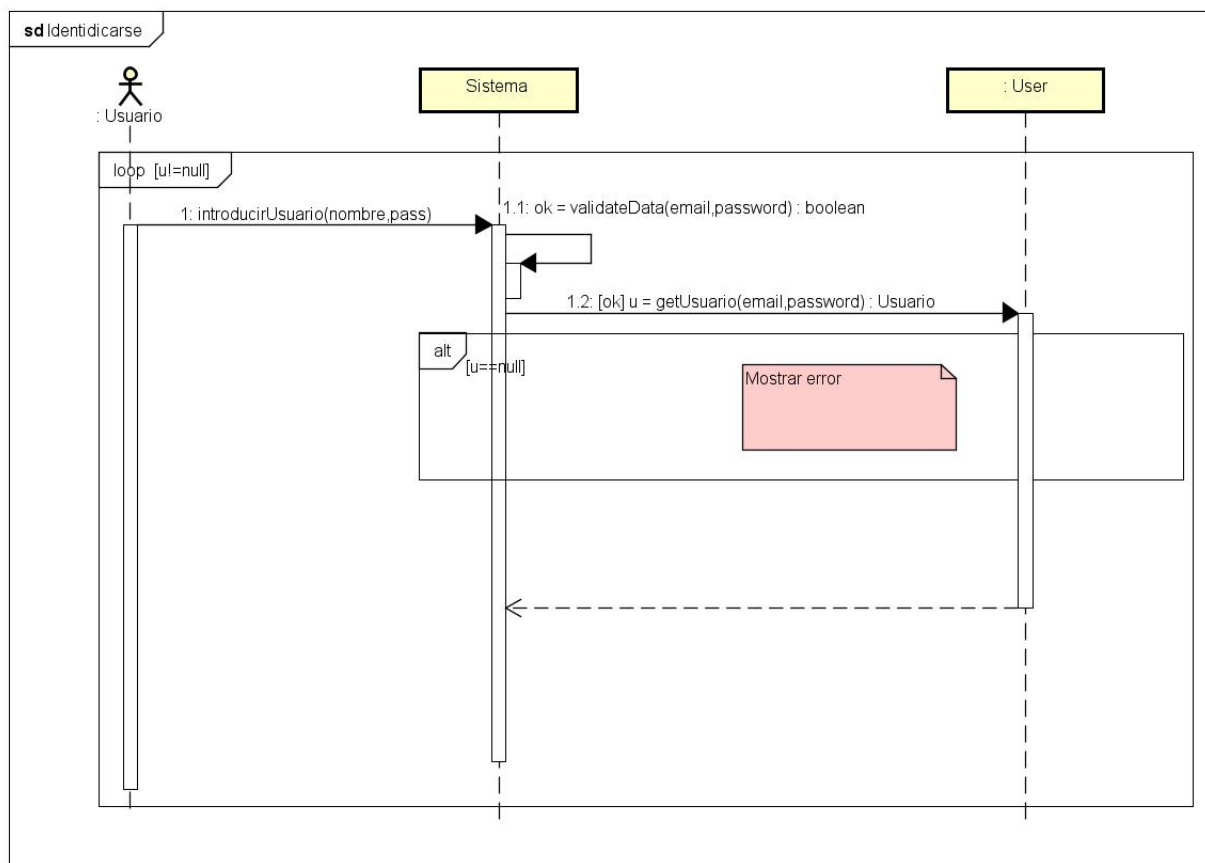 sd Identidicarse
: Usuario
Sistema
: User
loop [u!=null]
1: introducirUsuario(nombre,pass)
1.1: ok = validateData(email,password) : boolean
1.2: [ok] u = getUsuario(email,password) : Usuario
alt
[u==null]
Mostrar error